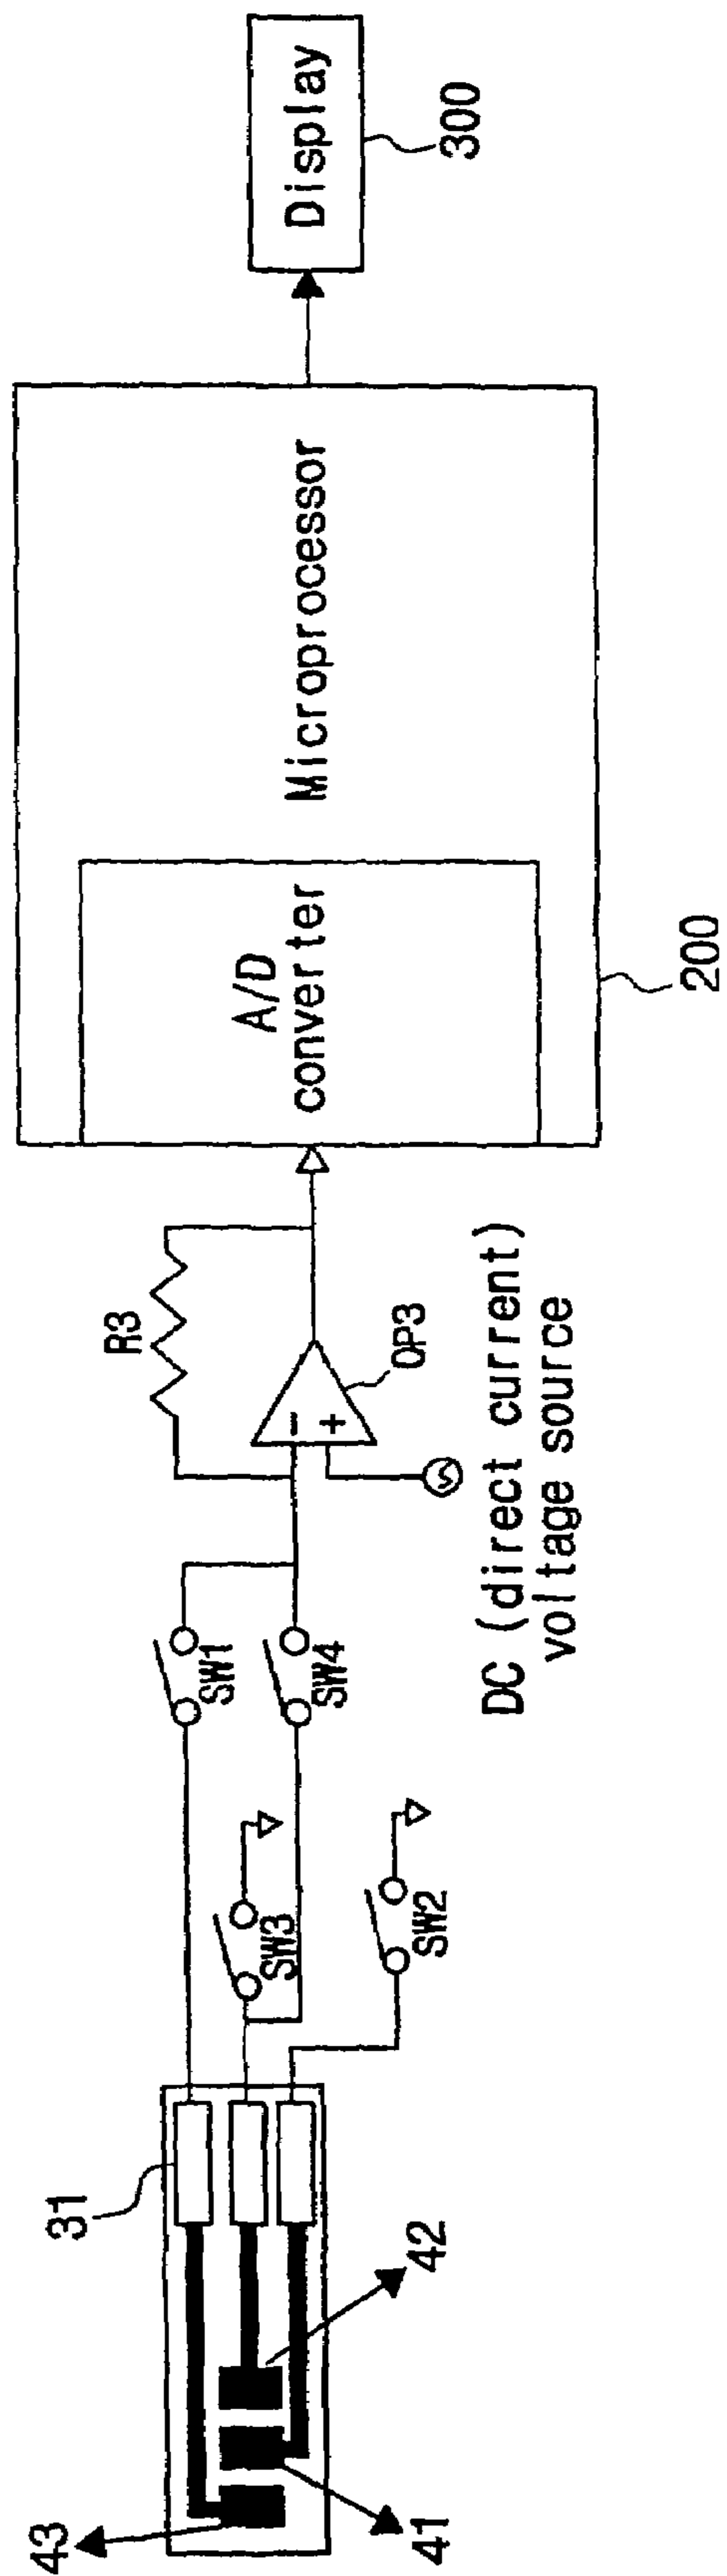 43
41
42
31
SW3
SW2
SW1
SW4
R3
-
+
OP3
DC (direct current)
voltage source
A/D
converter
Microprocessor
200
Display
300